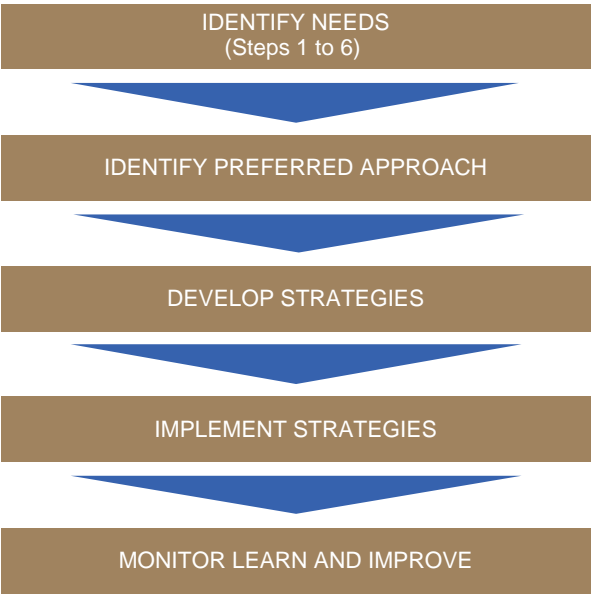 IDENTIFY NEEDS
(Steps 1 to 6)
IDENTIFY PREFERRED APPROACH
DEVELOP STRATEGIES
IMPLEMENT STRATEGIES
MONITOR LEARN AND IMPROVE